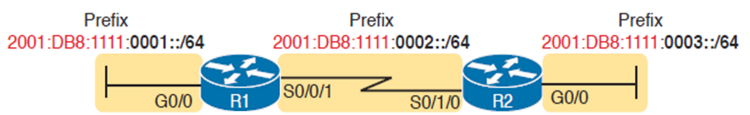 Prefix Prefix Prefix
2001:DB8:1111:0001::/64 2001:DB8:1111:0002::/64 2001:DB8:1111:0003::/64
G0/0 R1 S0/0/1 S0/1/0 R2 G0/0